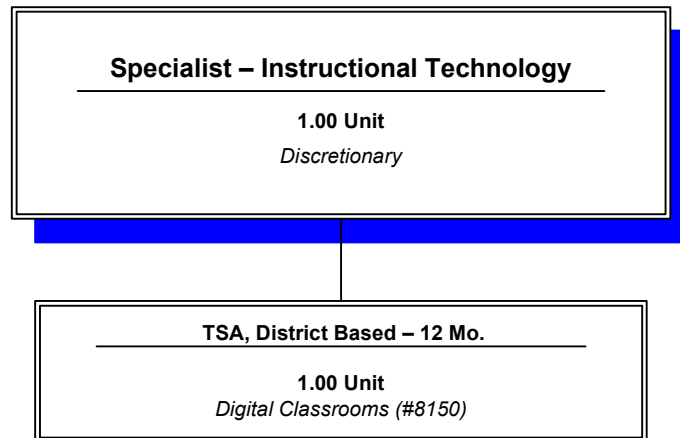 Specialist – Instructional Technology
1.00 Unit
Discretionary
TSA, District Based – 12 Mo.
1.00 Unit
Digital Classrooms (#8150)